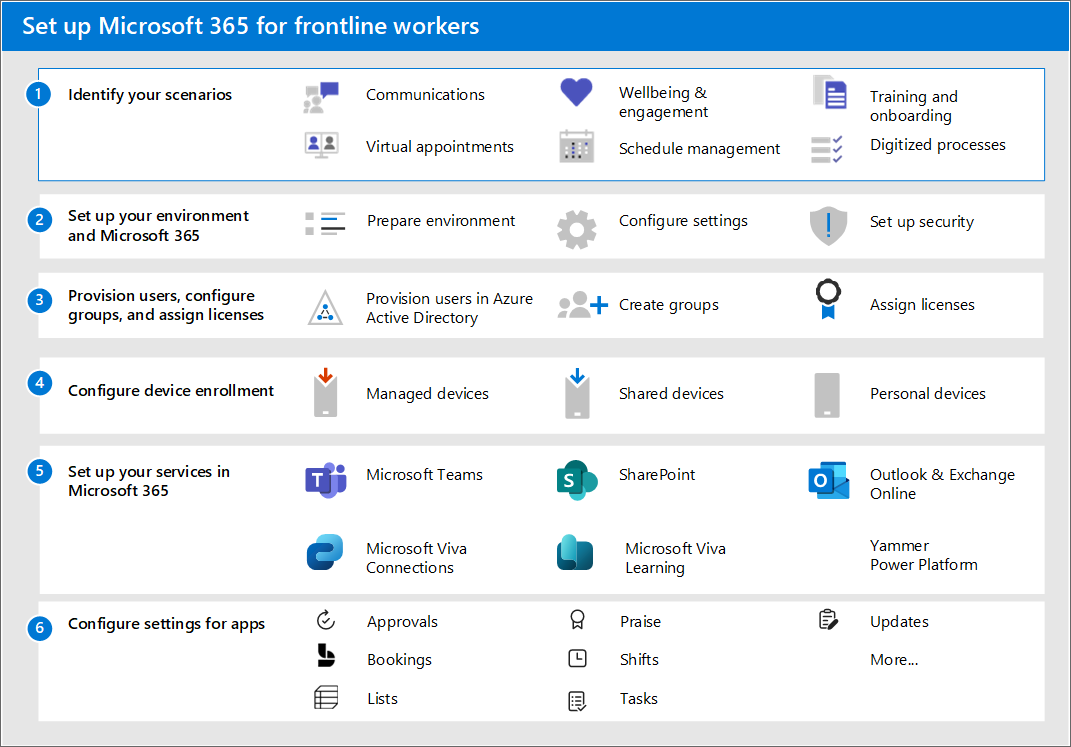 Set up Microsoft 365 for frontline workers
1
Identify your scenarios
Communications
Wellbeing &
engagement
Training and
onboarding
Virtual appointments
Schedule management
Digitized processes
2
Set up your environment
and Microsoft 365
Prepare environment
Configure settings
Set up security
3
Provision users, configure
groups, and assign licenses
Provision users in Azure
Active Directory
Create groups
Assign licenses
4
Configure device enrollment
Managed devices
Shared devices
Personal devices
5
Set up your services in
Microsoft 365
T
Microsoft Teams
S
SharePoint
O
Outlook & Exchange
Online
Microsoft Viva
Connections
Microsoft Viva
Learning
Yammer
Power Platform
6
Configure settings for apps
Approvals
Praise
Updates
Bookings
Shifts
More...
Lists
Tasks